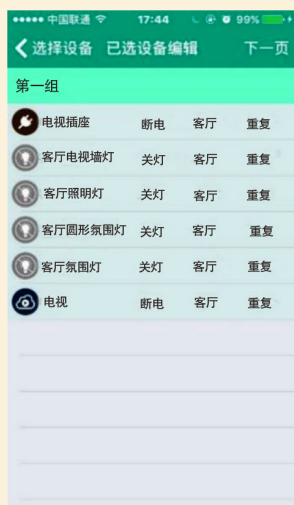 中国联通 17:44 99%
选择设备 已选设备编辑 下一页
第一组
电视插座 断电 客厅 重复
客厅电视墙灯 关灯 客厅 重复
客厅照明灯 关灯 客厅 重复
客厅圆形氛围灯 关灯 客厅 重复
客厅氛围灯 关灯 客厅 重复
电视 断电 客厅 重复